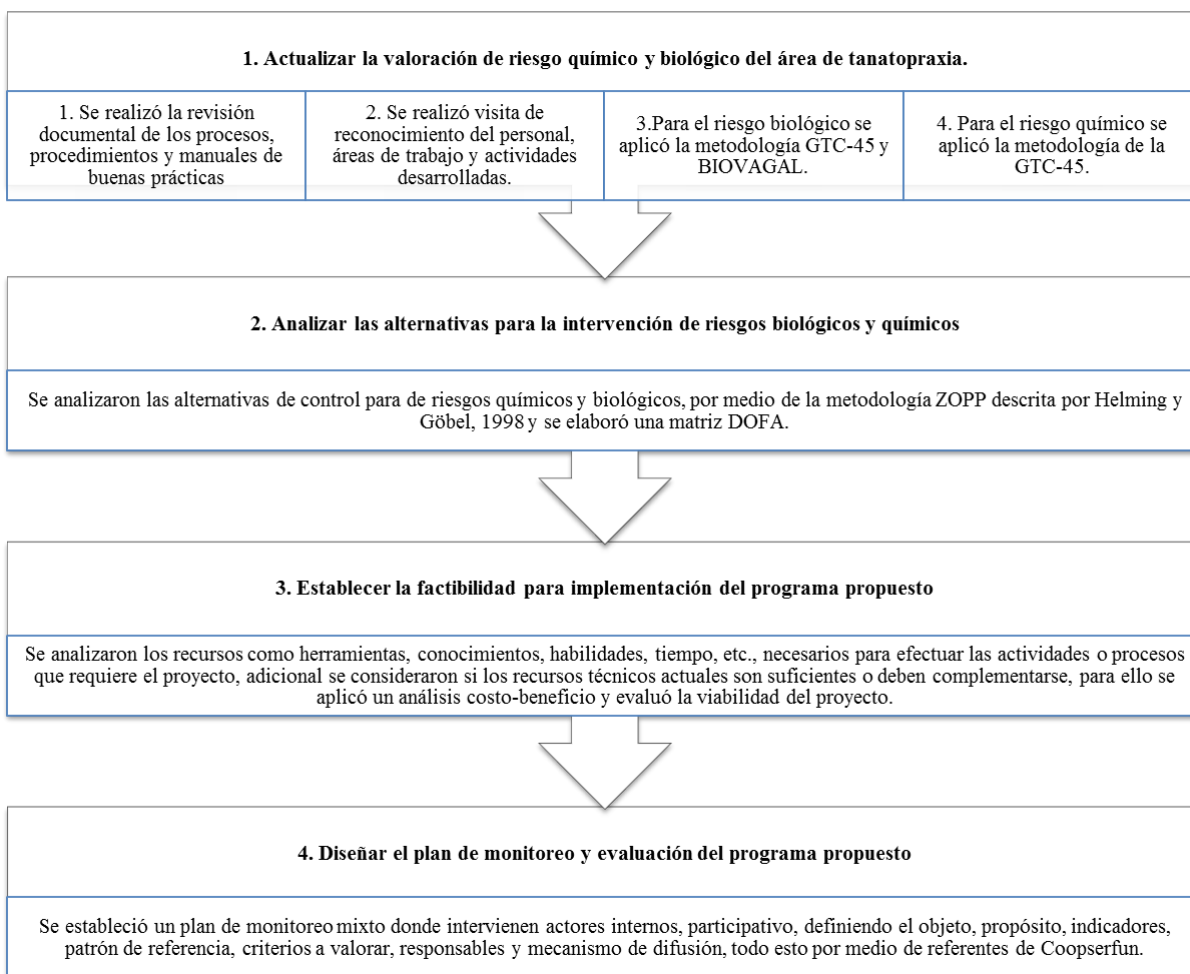 1. Actualizar la valoración de riesgo químico y biológico del área de tanatopraxia.
1. Se realizó la revisión
documental de los procesos,
procedimientos y manuales de
buenas prácticas
2. Se realizó visita de
reconocimiento del personal,
áreas de trabajo y actividades
desarrolladas.
3.Para el riesgo biológico se
aplicó la metodología GTC-45 y
BIOVAGAL.
4. Para el riesgo químico se
aplicó la metodología de la
GTC-45.
2. Analizar las alternativas para la intervención de riesgos biológicos y químicos
Se analizaron las alternativas de control para de riesgos químicos y biológicos, por medio de la metodología ZOPP descrita por Helming y
Göbel, 1998 y se elaboró una matriz DOFA.
3. Establecer la factibilidad para implementación del programa propuesto
Se analizaron los recursos como herramientas, conocimientos, habilidades, tiempo, etc., necesarios para efectuar las actividades o procesos
que requiere el proyecto, adicional se consideraron si los recursos técnicos actuales son suficientes o deben complementarse, para ello se
aplicó un análisis costo-beneficio y evaluó la viabilidad del proyecto.
4. Diseñar el plan de monitoreo y evaluación del programa propuesto
Se estableció un plan de monitoreo mixto donde intervienen actores internos, participativo, definiendo el objeto, propósito, indicadores,
patrón de referencia, criterios a valorar, responsables y mecanismo de difusión, todo esto por medio de referentes de Coopserfun.